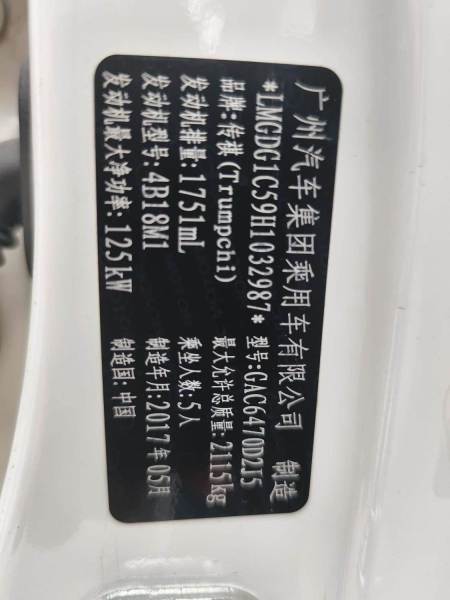 广州汽车集团乘用车有限公司 制造
*LMGDG1C59H1032987* 型号:GAC6470D2J5
品牌:传祺(Trumpchi) 最大允许总质量:2115kg
发动机排量:1751mL 乘坐人数:5人
发动机型号:4B18M1 制造年月:2017年05月
发动机最大净功率:125kW 制造国:中国